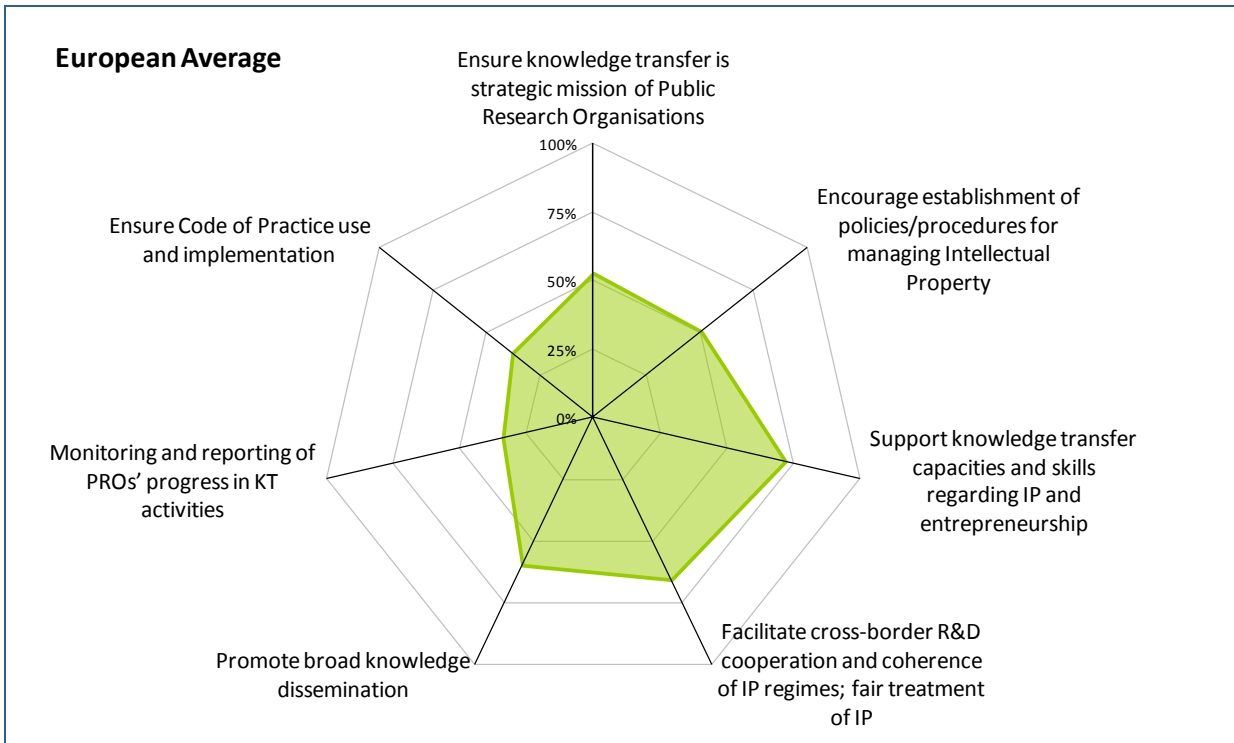 European Average
Ensure knowledge transfer is
strategic mission of Public
Research Organisations
100%
75%
50%
25%
0%
Encourage establishment of
policies/procedures for
managing Intellectual
Property
Support knowledge transfer
capacities and skills
regarding IP and
entrepreneurship
Facilitate cross-border R&D
cooperation and coherence
of IP regimes; fair treatment
of IP
Promote broad knowledge
dissemination
Monitoring and reporting of
PROs’ progress in KT
activities
Ensure Code of Practice use
and implementation